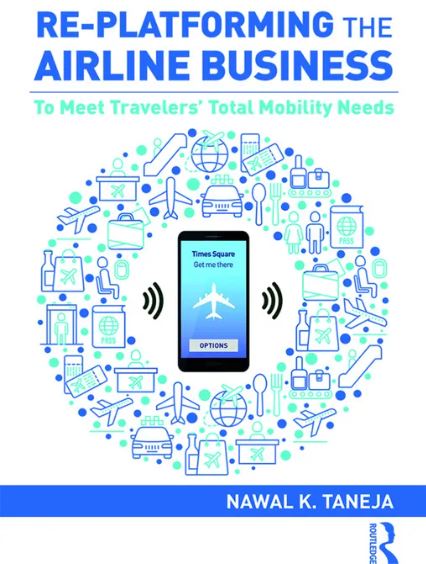 RE-PLATFORMING THE
AIRLINE BUSINESS
To Meet Travelers' Total Mobility Needs
PASS
Times Square
Get me there
PASS
OPTIONS
NAWAL K. TANEJA
ROUTLEDGE